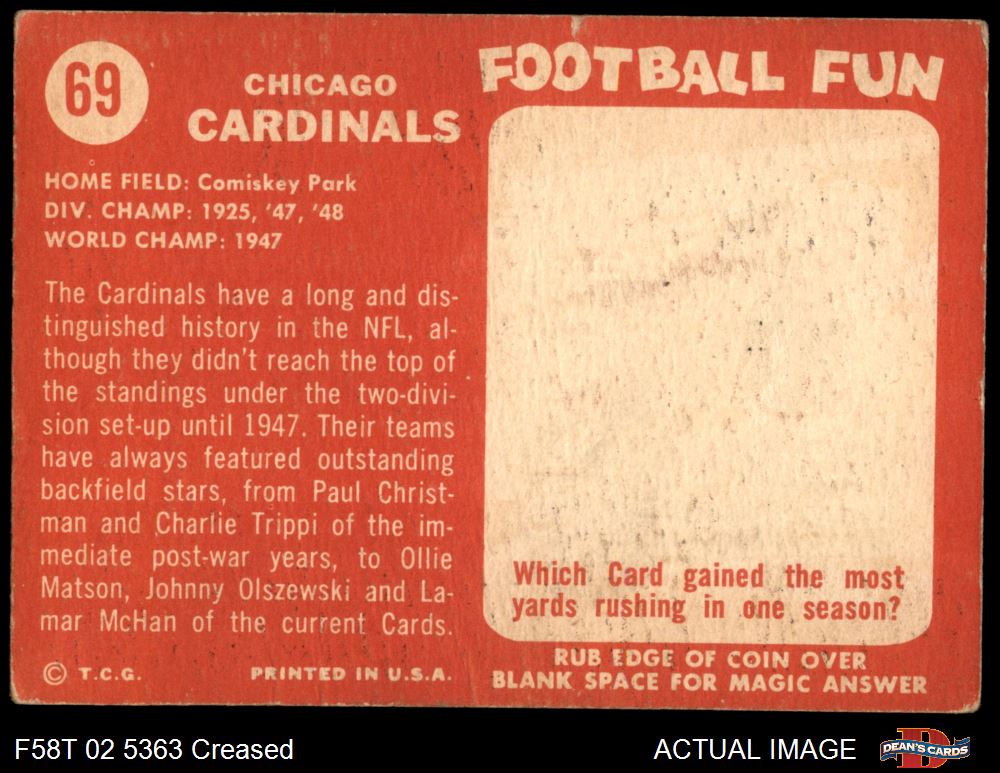 69
CHICAGO
CARDINALS
HOME FIELD: Comiskey Park
DIV. CHAMP: 1925, '47, '48
WORLD CHAMP: 1947
The Cardinals have a long and dis-
tinguished history in the NFL, al-
though they didn't reach the top of
the standings under the two-divi-
sion set-up until 1947. Their teams
have always featured outstanding
backfield stars, from Paul Christ-
man and Charlie Trippi of the im-
mediate post-war years, to Ollie
Matson, Johnny Olszewski and La-
mar McHan of the current Cards.
© T.C.G. PRINTED IN U.S.A.
FOOTBALL FUN
Which Card gained the most
yards rushing in one season?
RUB EDGE OF COIN OVER
BLANK SPACE FOR MAGIC ANSWER
F58T 02 5363 Creased
ACTUAL IMAGE
DEAN'S CARDS